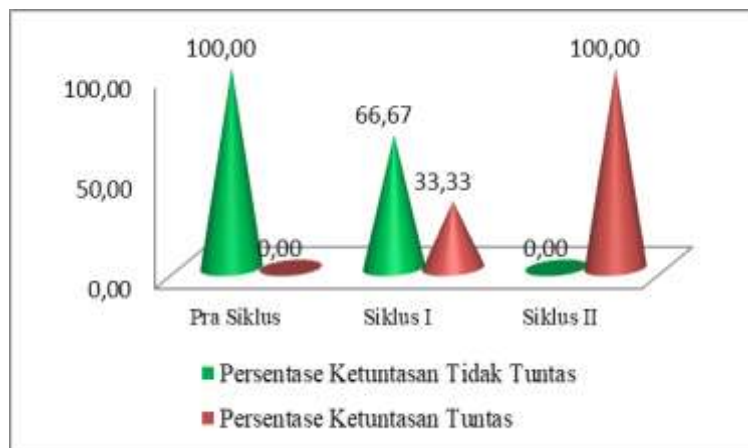 100,00 100,00
100,00
66,67
50,00
33,33
0,00 0,00
0,00
Pra Siklus Siklus I Siklus II
Persentase Ketuntasan Tidak Tuntas
Persentase Ketuntasan Tuntas